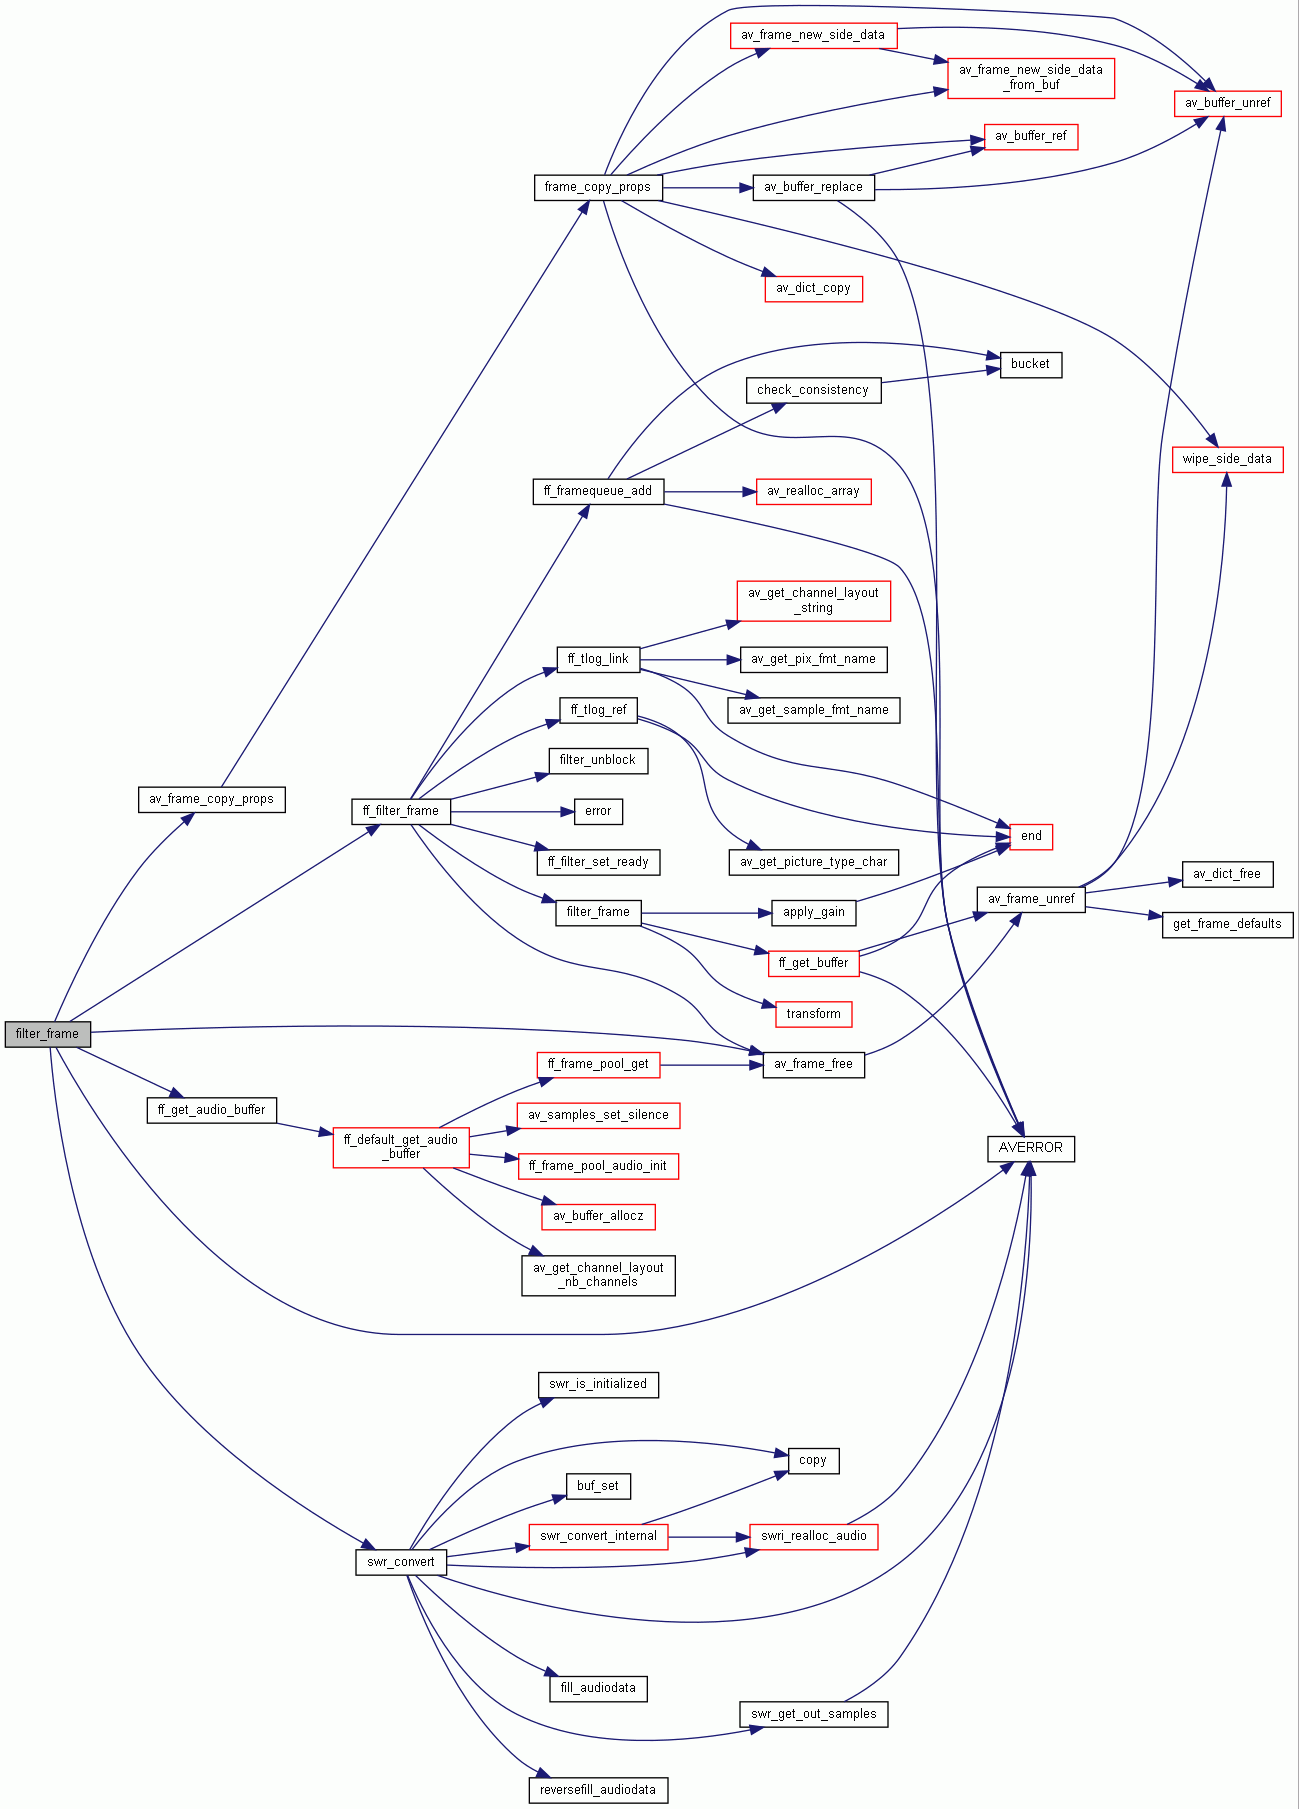 av_frame_new_side_data
av_frame_new_side_data
_from_buf
av_buffer_unref
av_buffer_ref
frame_copy_props
av_buffer_replace
av_dict_copy
bucket
check_consistency
wipe_side_data
ff_framequeue_add
av_realloc_array
av_get_channel_layout
_string
ff_tlog_link
av_get_pix_fmt_name
ff_tlog_ref
av_get_sample_fmt_name
filter_unblock
av_frame_copy_props
ff_filter_frame
error
end
ff_filter_set_ready
av_get_picture_type_char
av_dict_free
av_frame_unref
filter_frame
apply_gain
get_frame_defaults
ff_get_buffer
transform
filter_frame
ff_frame_pool_get
av_frame_free
ff_get_audio_buffer
av_samples_set_silence
ff_default_get_audio
_buffer
AVERROR
ff_frame_pool_audio_init
av_buffer_allocz
av_get_channel_layout
_nb_channels
swr_is_initialized
copy
buf_set
swr_convert_internal
swri_realloc_audio
swr_convert
fill_audiodata
swr_get_out_samples
reversefill_audiodata